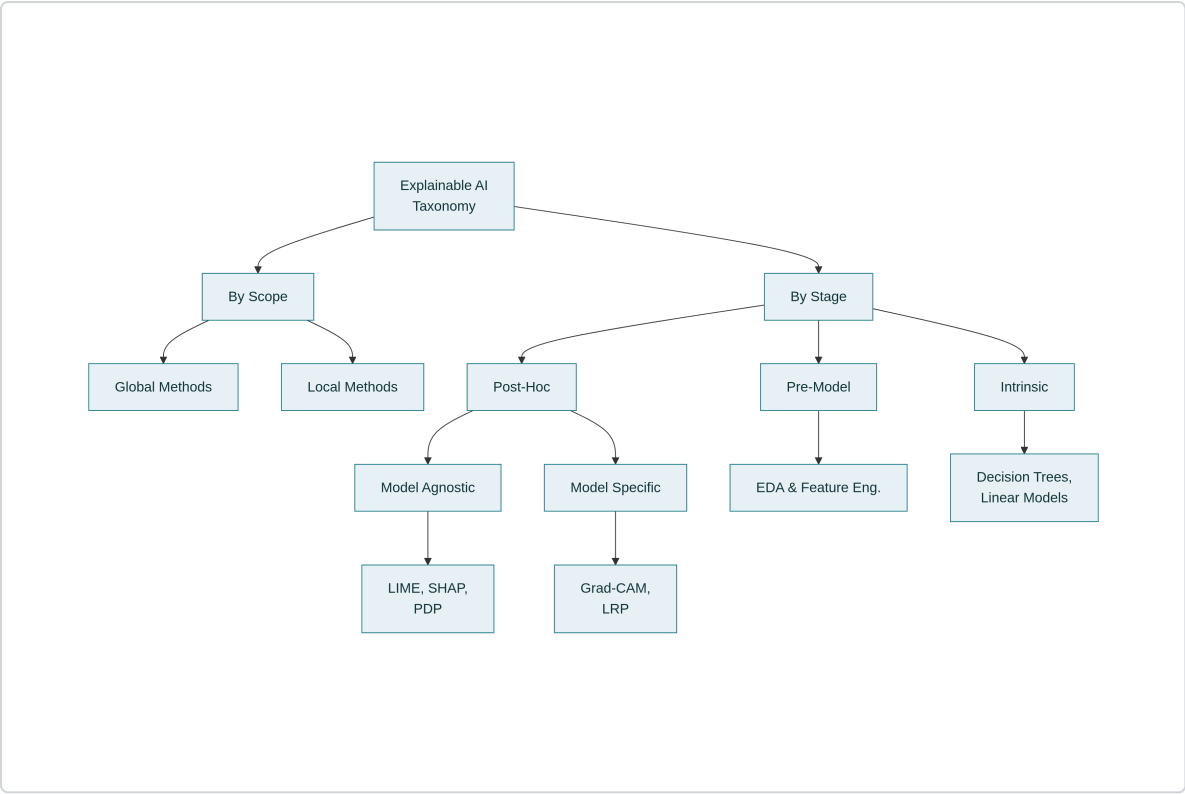 Explainable AI
Taxonomy
By Scope
By Stage
Global Methods
Local Methods
Post-Hoc
Pre-Model
Intrinsic
Model Agnostic
Model Specific
EDA & Feature Eng.
Decision Trees,
Linear Models
LIME, SHAP,
PDP
Grad-CAM,
LRP